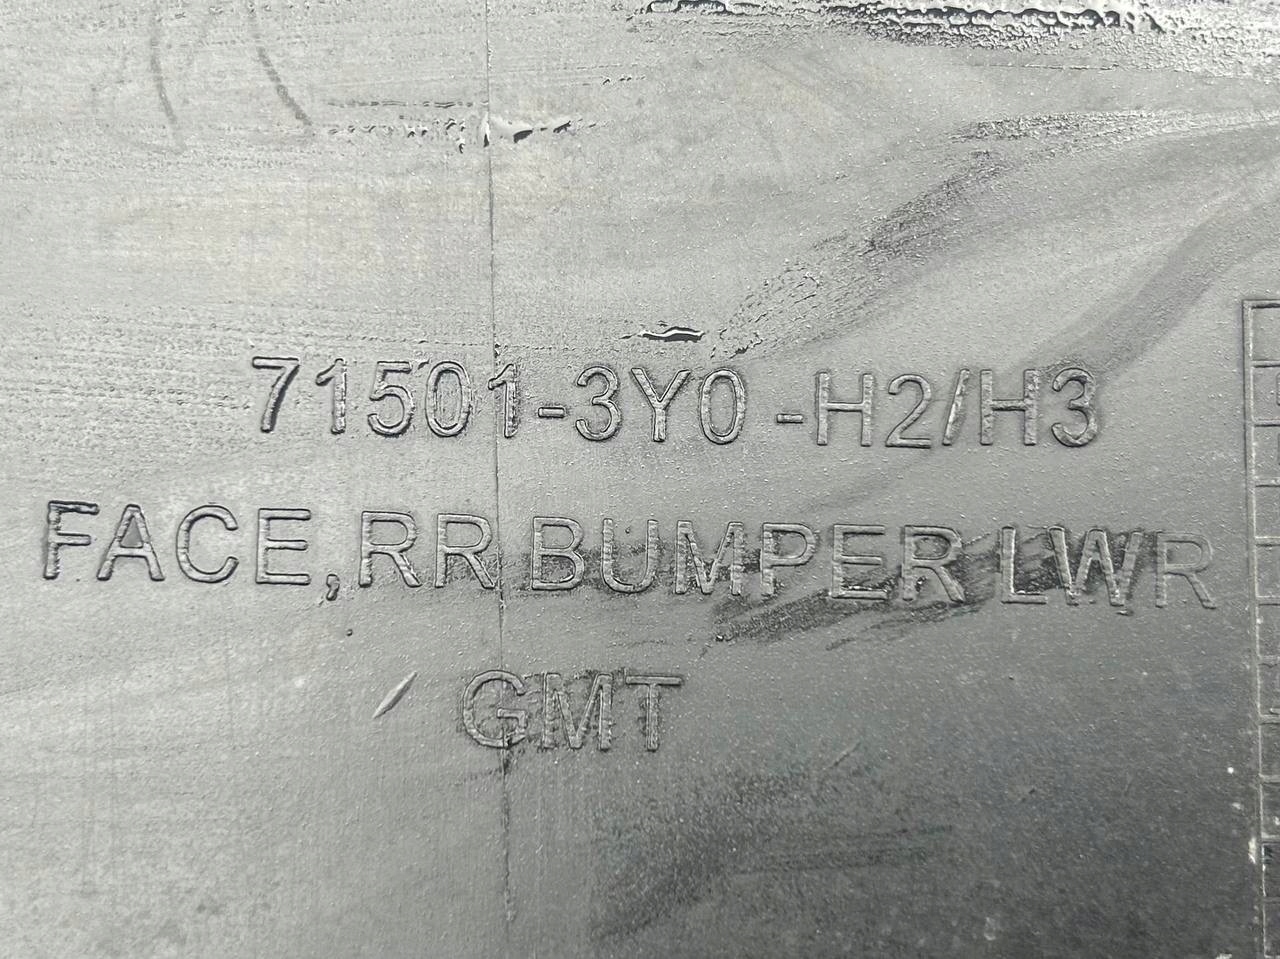 71501-3Y0-H2/H3
FACE,RR BUMPER LWR
GMT